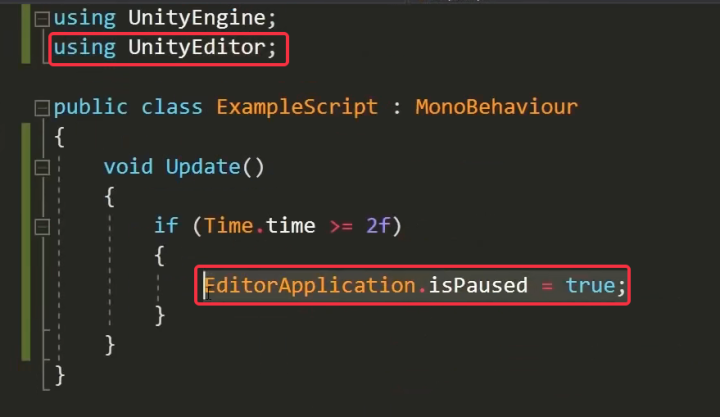 using UnityEngine;
using UnityEditor;
public class ExampleScript : MonoBehaviour
{
void Update()
{
if (Time.time >= 2f)
{
EditorApplication.isPaused = true;
}
}
}